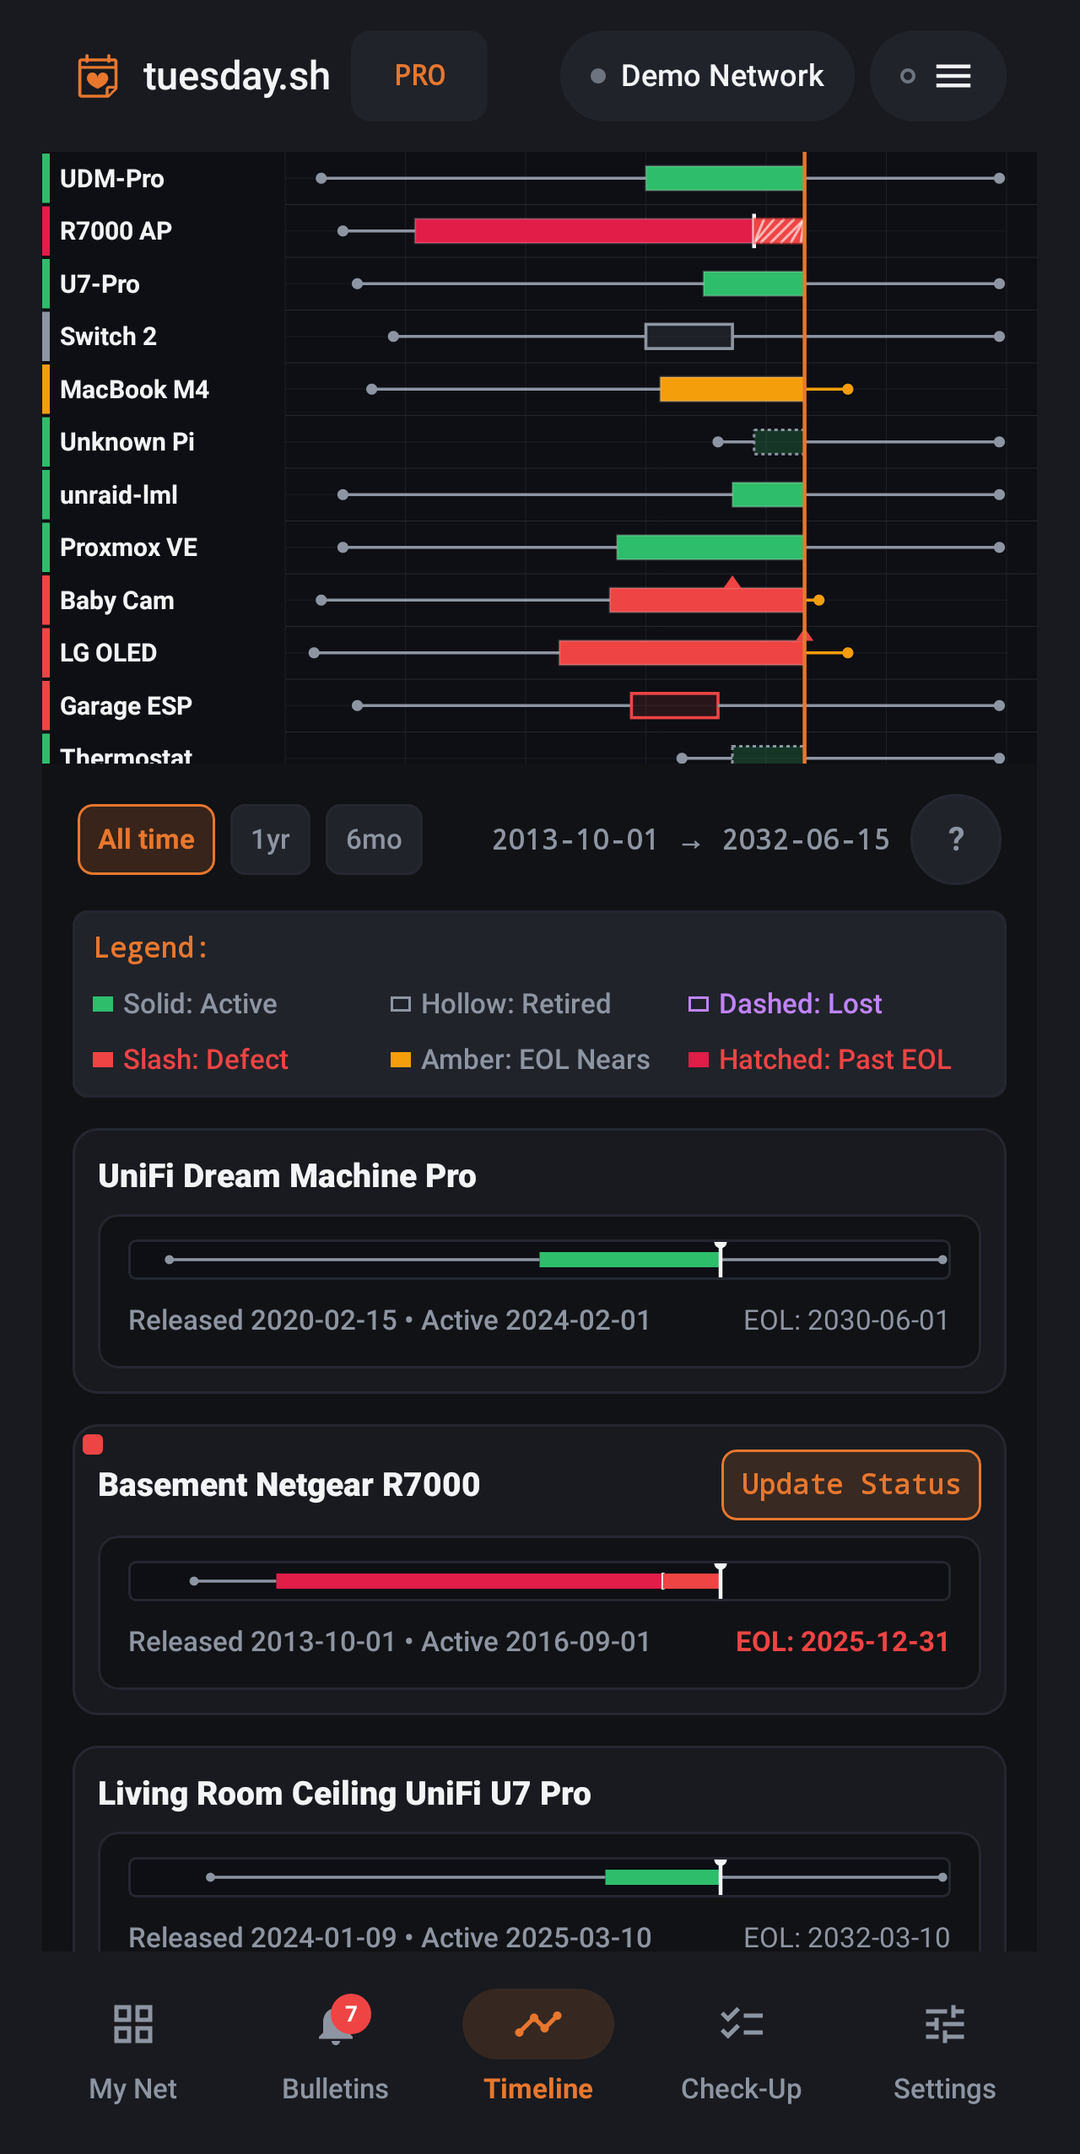 tuesday.sh PRO Demo Network
UDM-Pro
R7000 AP
U7-Pro
Switch 2
MacBook M4
Unknown Pi
unraid-lml
Proxmox VE
Baby Cam
LG OLED
Garage ESP
Thermostat
All time 1yr 6mo 2013-10-01 → 2032-06-15 ?
Legend:
Solid: Active Hollow: Retired Dashed: Lost
Slash: Defect Amber: EOL Nears Hatched: Past EOL
UniFi Dream Machine Pro
Released 2020-02-15 • Active 2024-02-01 EOL: 2030-06-01
Basement Netgear R7000 Update Status
Released 2013-10-01 • Active 2016-09-01 EOL: 2025-12-31
Living Room Ceiling UniFi U7 Pro
Released 2024-01-09 • Active 2025-03-10 EOL: 2032-03-10
7
My Net Bulletins Timeline Check-Up Settings